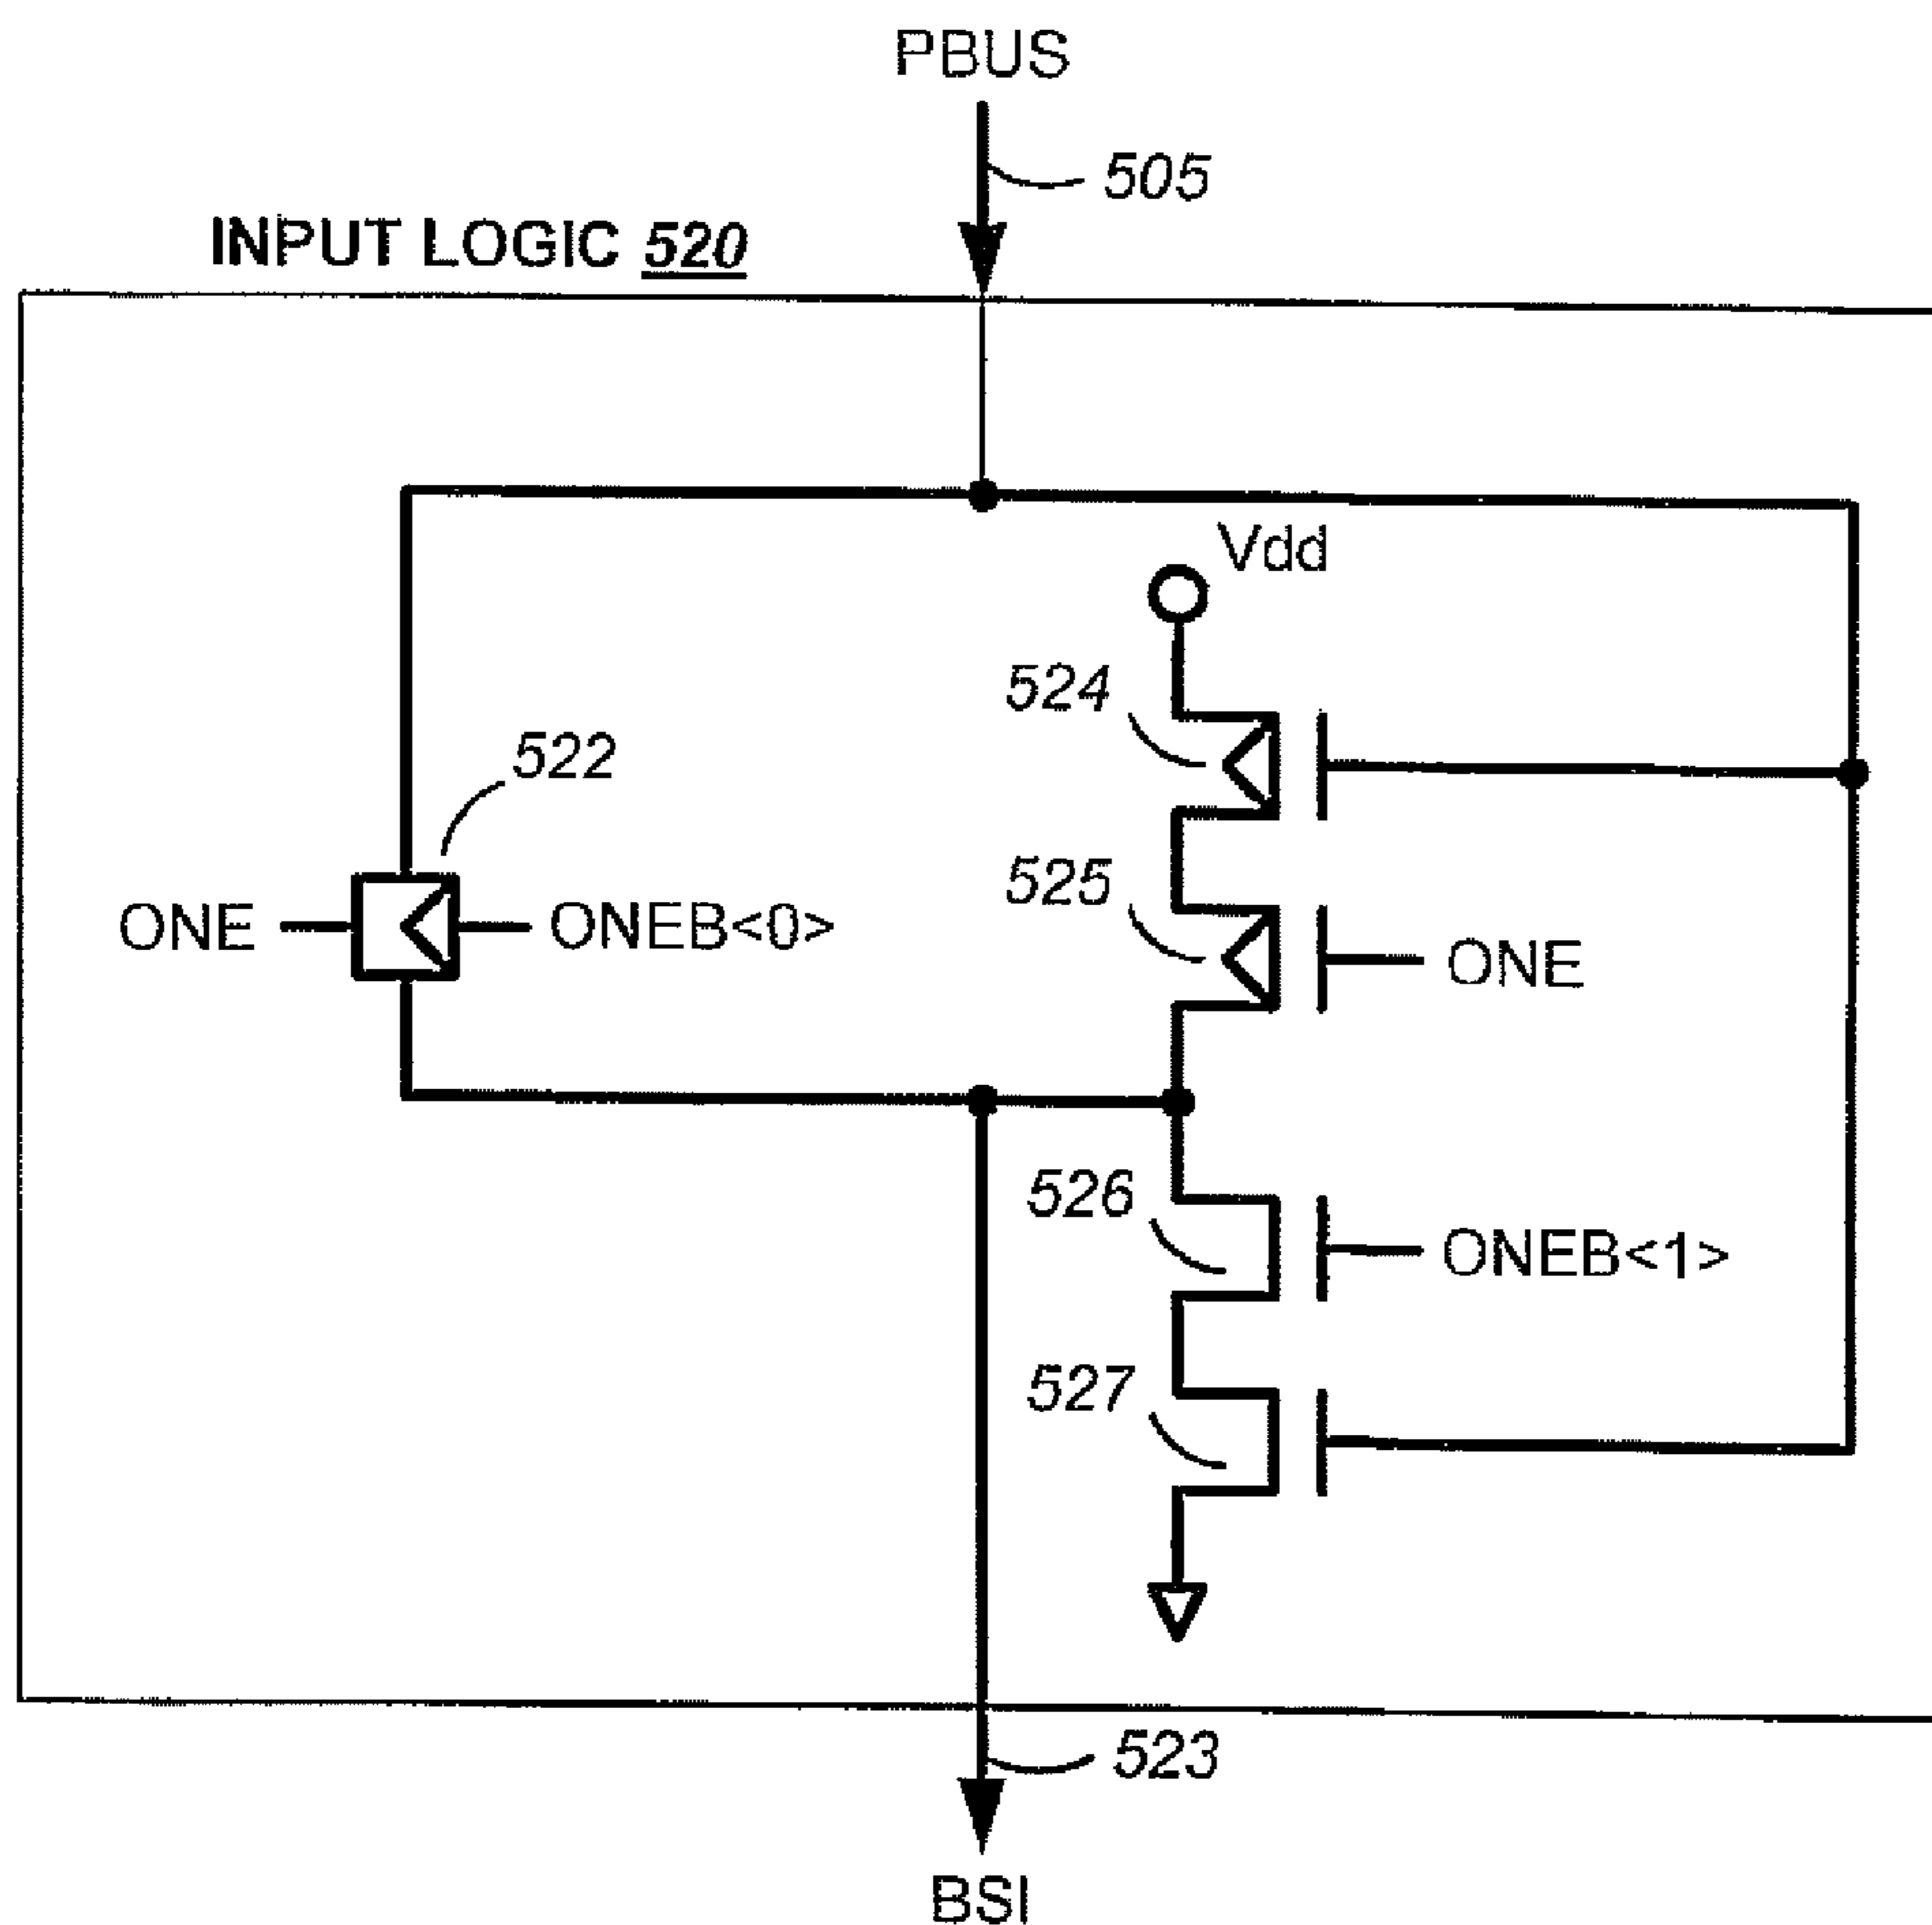 PBUS
505
INPUT LOGIC 520
Vdd
524
522
525
ONE
ONEB<0>
ONE
526
ONEB<1>
527
523
BSI